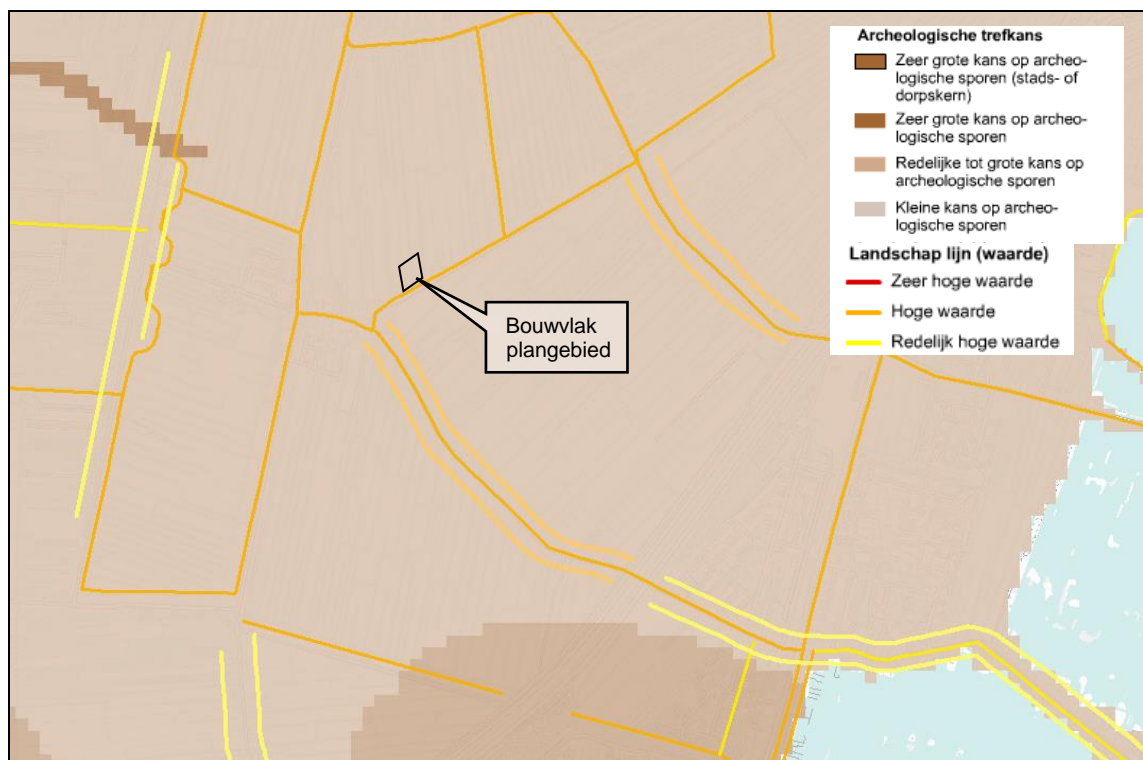 Archeologische trefkans
Zeer grote kans op archeo-
logische sporen (stads- of
dorpskern)
Zeer grote kans op archeo-
logische sporen
Redelijke tot grote kans op
archeologische sporen
Kleine kans op archeo-
logische sporen
Landschap lijn (waarde)
Zeer hoge waarde
Hoge waarde
Redelijk hoge waarde
Bouwvlak
plangebied